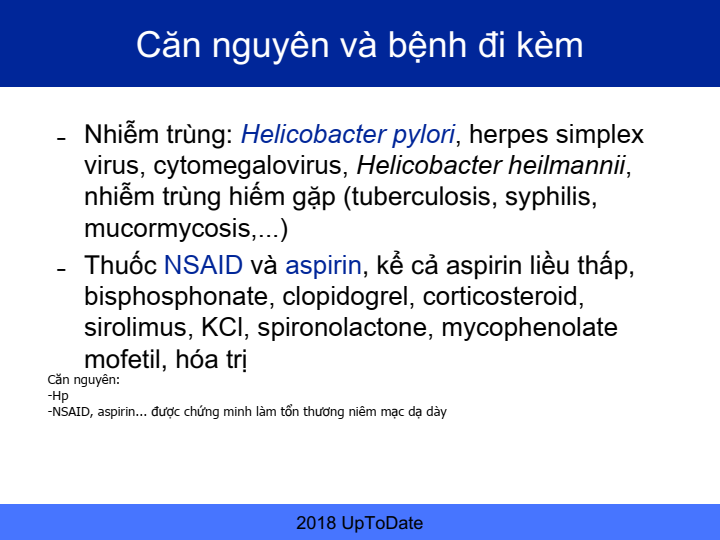 Căn nguyên và bệnh đi kèm
- Nhiễm trùng: Helicobacter pylori, herpes simplex
virus, cytomegalovirus, Helicobacter heilmannii,
nhiễm trùng hiếm gặp (tuberculosis, syphilis,
mucormycosis,...)
- Thuốc NSAID và aspirin, kể cả aspirin liều thấp,
bisphosphonate, clopidogrel, corticosteroid,
sirolimus, KCl, spironolactone, mycophenolate
mofetil, hóa trị
Căn nguyên:
-Hp
-NSAID, aspirin... được chứng minh làm tổn thương niêm mạc dạ dày
2018 UpToDate